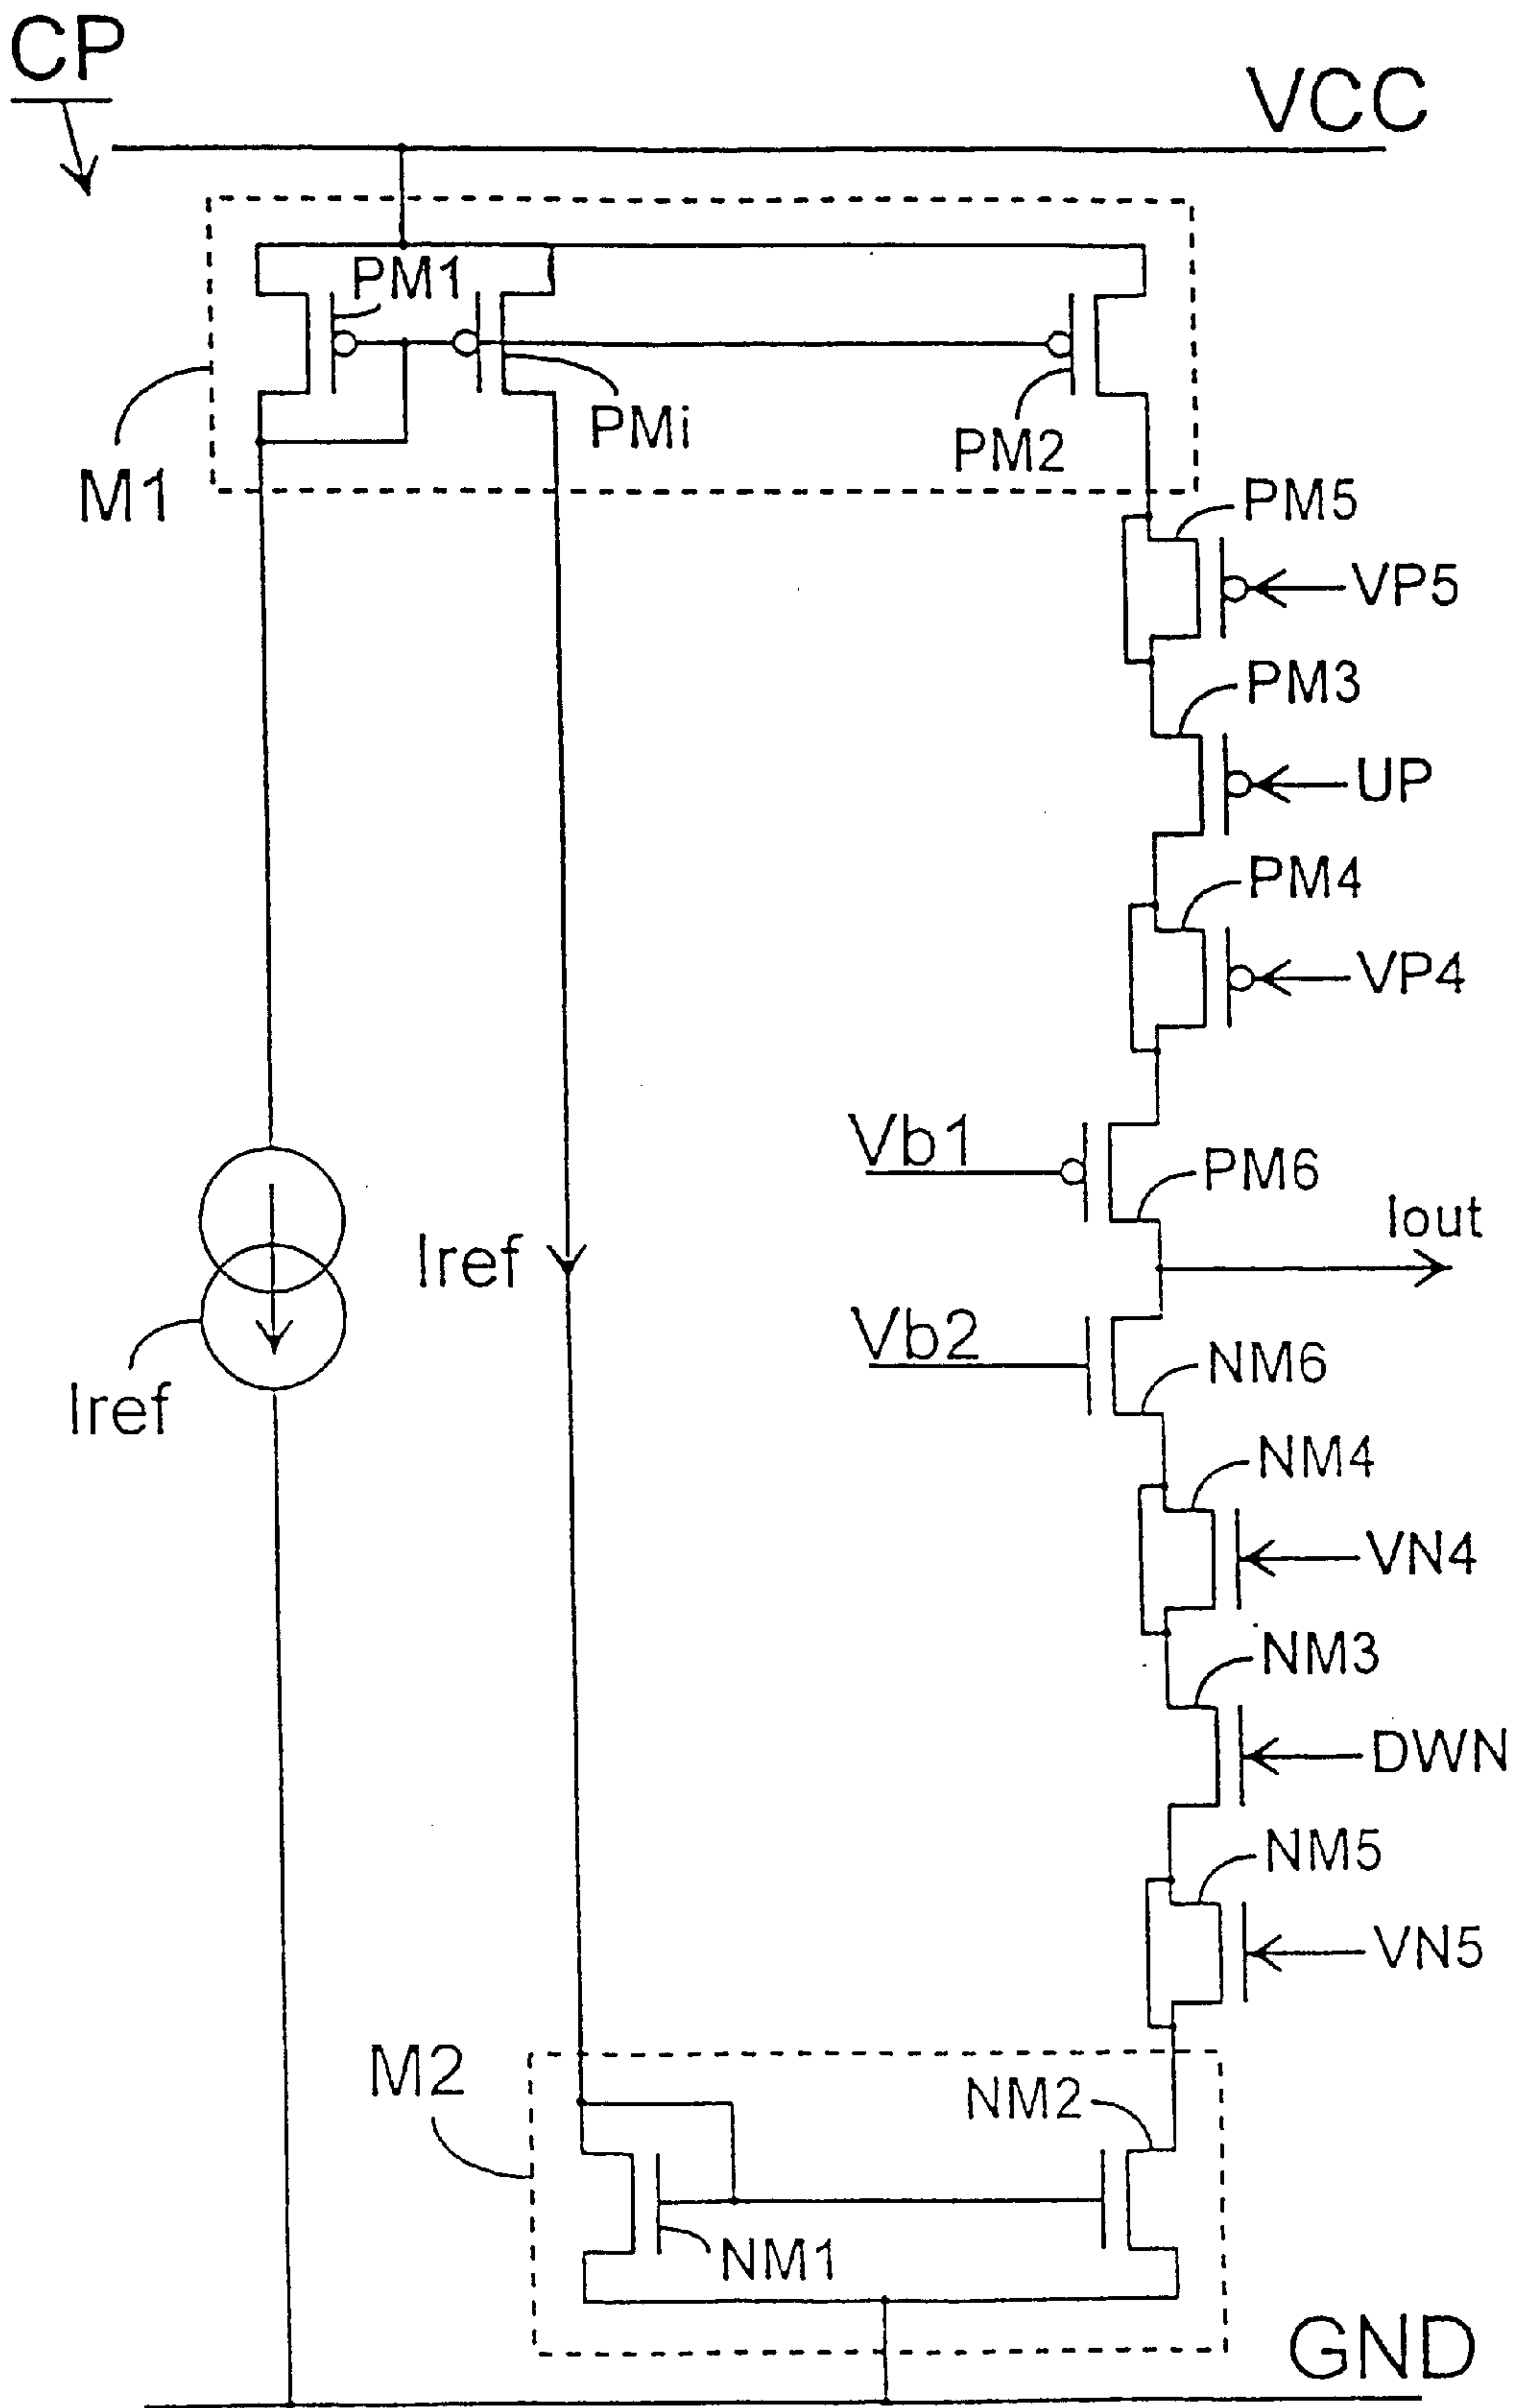 CP
VCC
PM1
PMi
PM2
M1
PM5
VP5
PM3
UP
PM4
VP4
Vb1
PM6
Iout
Iref
Vb2
NM6
Iref
NM4
VN4
NM3
DWN
NM5
VN5
M2
NM2
NM1
GND